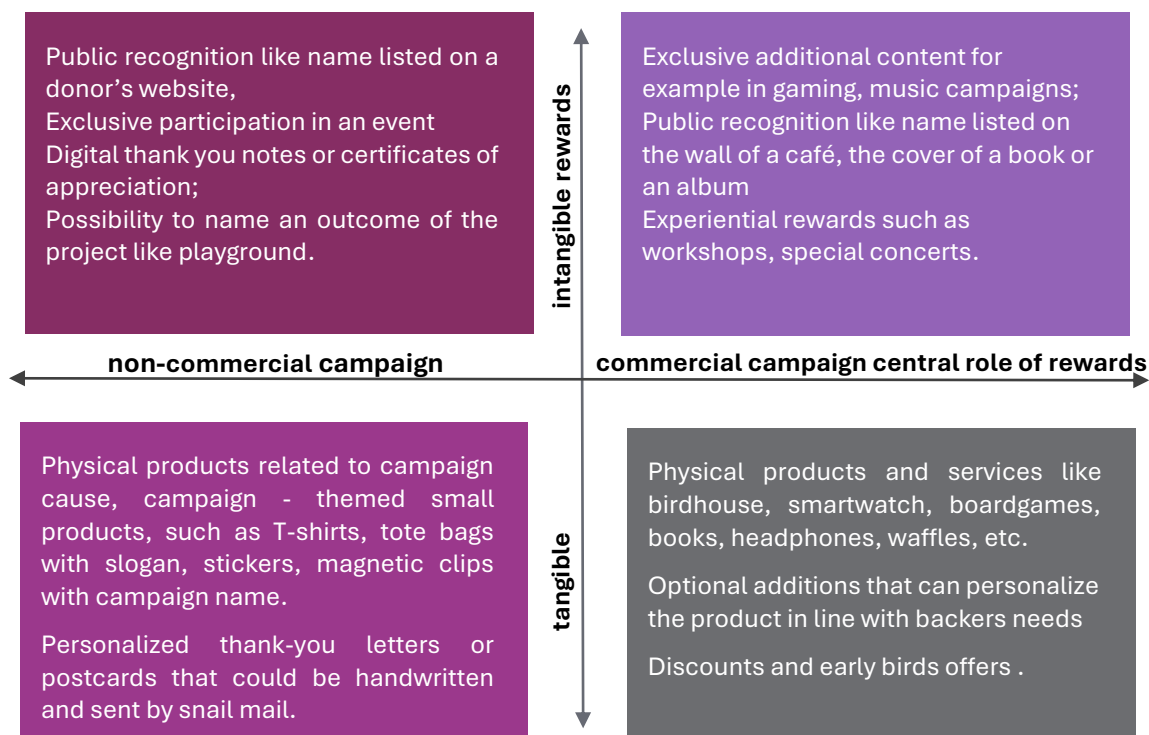 Public recognition like name listed on a
donor's website,
Exclusive participation in an event
Digital thank you notes or certificates of
appreciation;
Possibility to name an outcome of the
project like playground.
intangible rewards
Exclusive additional content for
example in gaming, music campaigns;
Public recognition like name listed on
the wall of a café, the cover of a book or
an album
Experiential rewards such as
workshops, special concerts.
non-commercial campaign
commercial campaign central role of rewards
Physical products related to campaign
cause, campaign - themed small
products, such as T-shirts, tote bags
with slogan, stickers, magnetic clips
with campaign name.
Personalized thank-you letters or
postcards that could be handwritten
and sent by snail mail.
tangible
Physical products and services like
birdhouse, smartwatch, boardgames,
books, headphones, waffles, etc.
Optional additions that can personalize
the product in line with backers needs
Discounts and early birds offers .